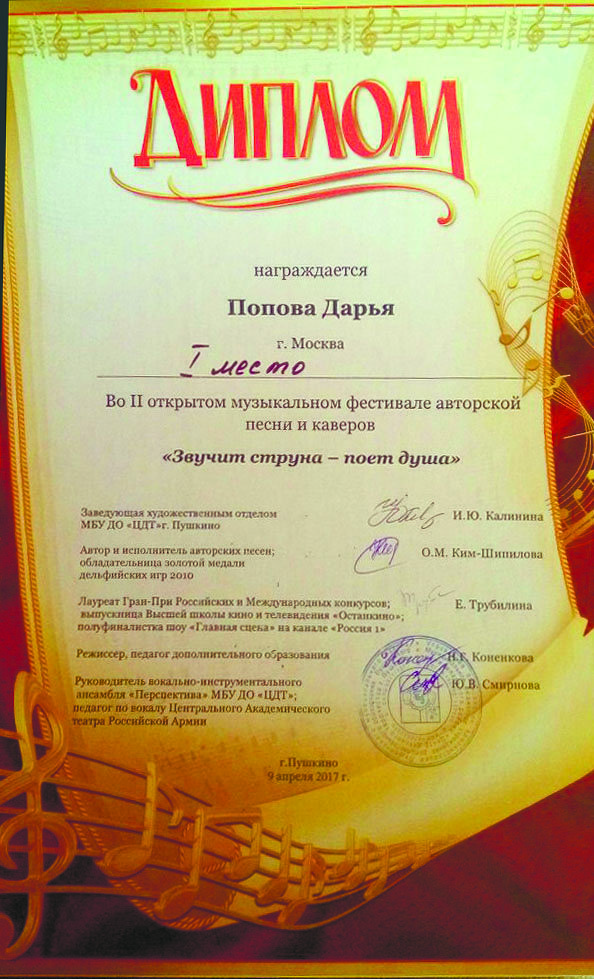 ДИПЛОМ
награждается
Попова Дарья
г. Москва
I место
Во II открытом музыкальном фестивале авторской
песни и каверов
«Звучит струна – поет душа»
Заведующая художественным отделом
МБУ ДО «ЦДТ»г. Пушкино
И.Ю. Калинина
Автор и исполнитель авторских песен;
обладательница золотой медали
дельфийских игр 2010
О.М. Ким-Шипилова
Лауреат Гран-При Российских и Международных конкурсов;
выпускница Высшей школы кино и телевидения «Останкино»;
полуфиналистка шоу «Главная сцена» на канале «Россия 1»
Е. Трубилина
Режиссер, педагог дополнительного образования
Н.Г. Коненкова
Руководитель вокально-инструментального
ансамбля «Перспектива» МБУ ДО «ЦДТ»;
педагог по вокалу Центрального Академического
театра Российской Армии
Ю.В. Смирнова
г.Пушкино
9 апреля 2017 г.